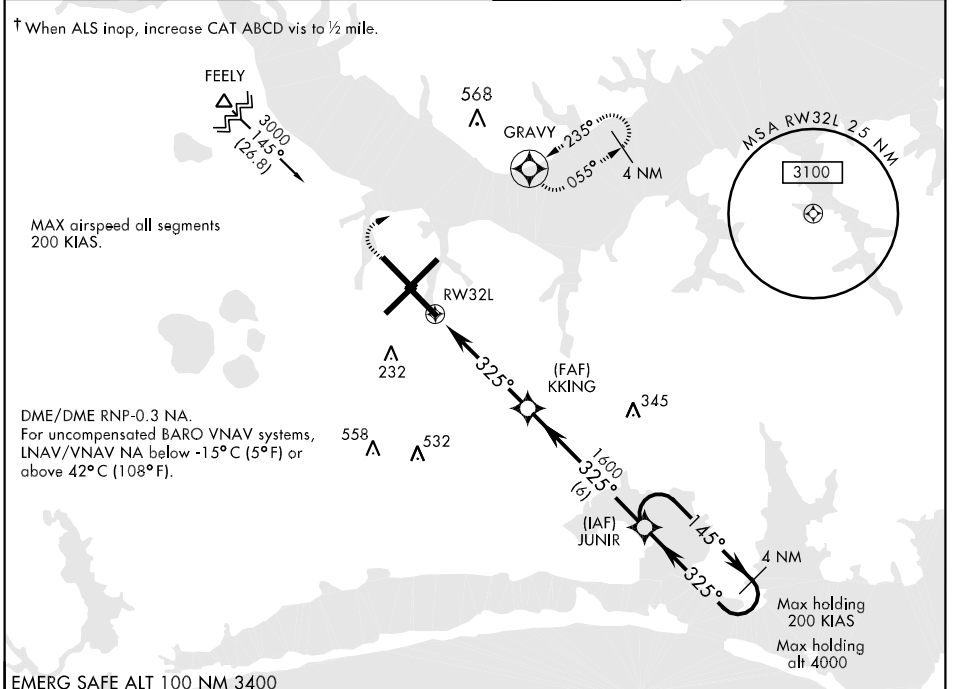 † When ALS inop, increase CAT ABCD vis to ½ mile.
FEELY
3000
145°
(26.8)
568
GRAVY
235°
055°
4 NM
MSA RW32L 25 NM
3100
MAX airspeed all segments
200 KIAS.
RW32L
232
325°
(FAF)
KKING
345
DME/DME RNP-0.3 NA.
For uncompensated BARO VNAV systems,
LNAV/VNAV NA below -15°C (5°F) or
above 42°C (108°F).
558
532
1600
325°
(6)
(IAF)
JUNIR
145°
325°
4 NM
Max holding
200 KIAS
Max holding
alt 4000
EMERG SAFE ALT 100 NM 3400